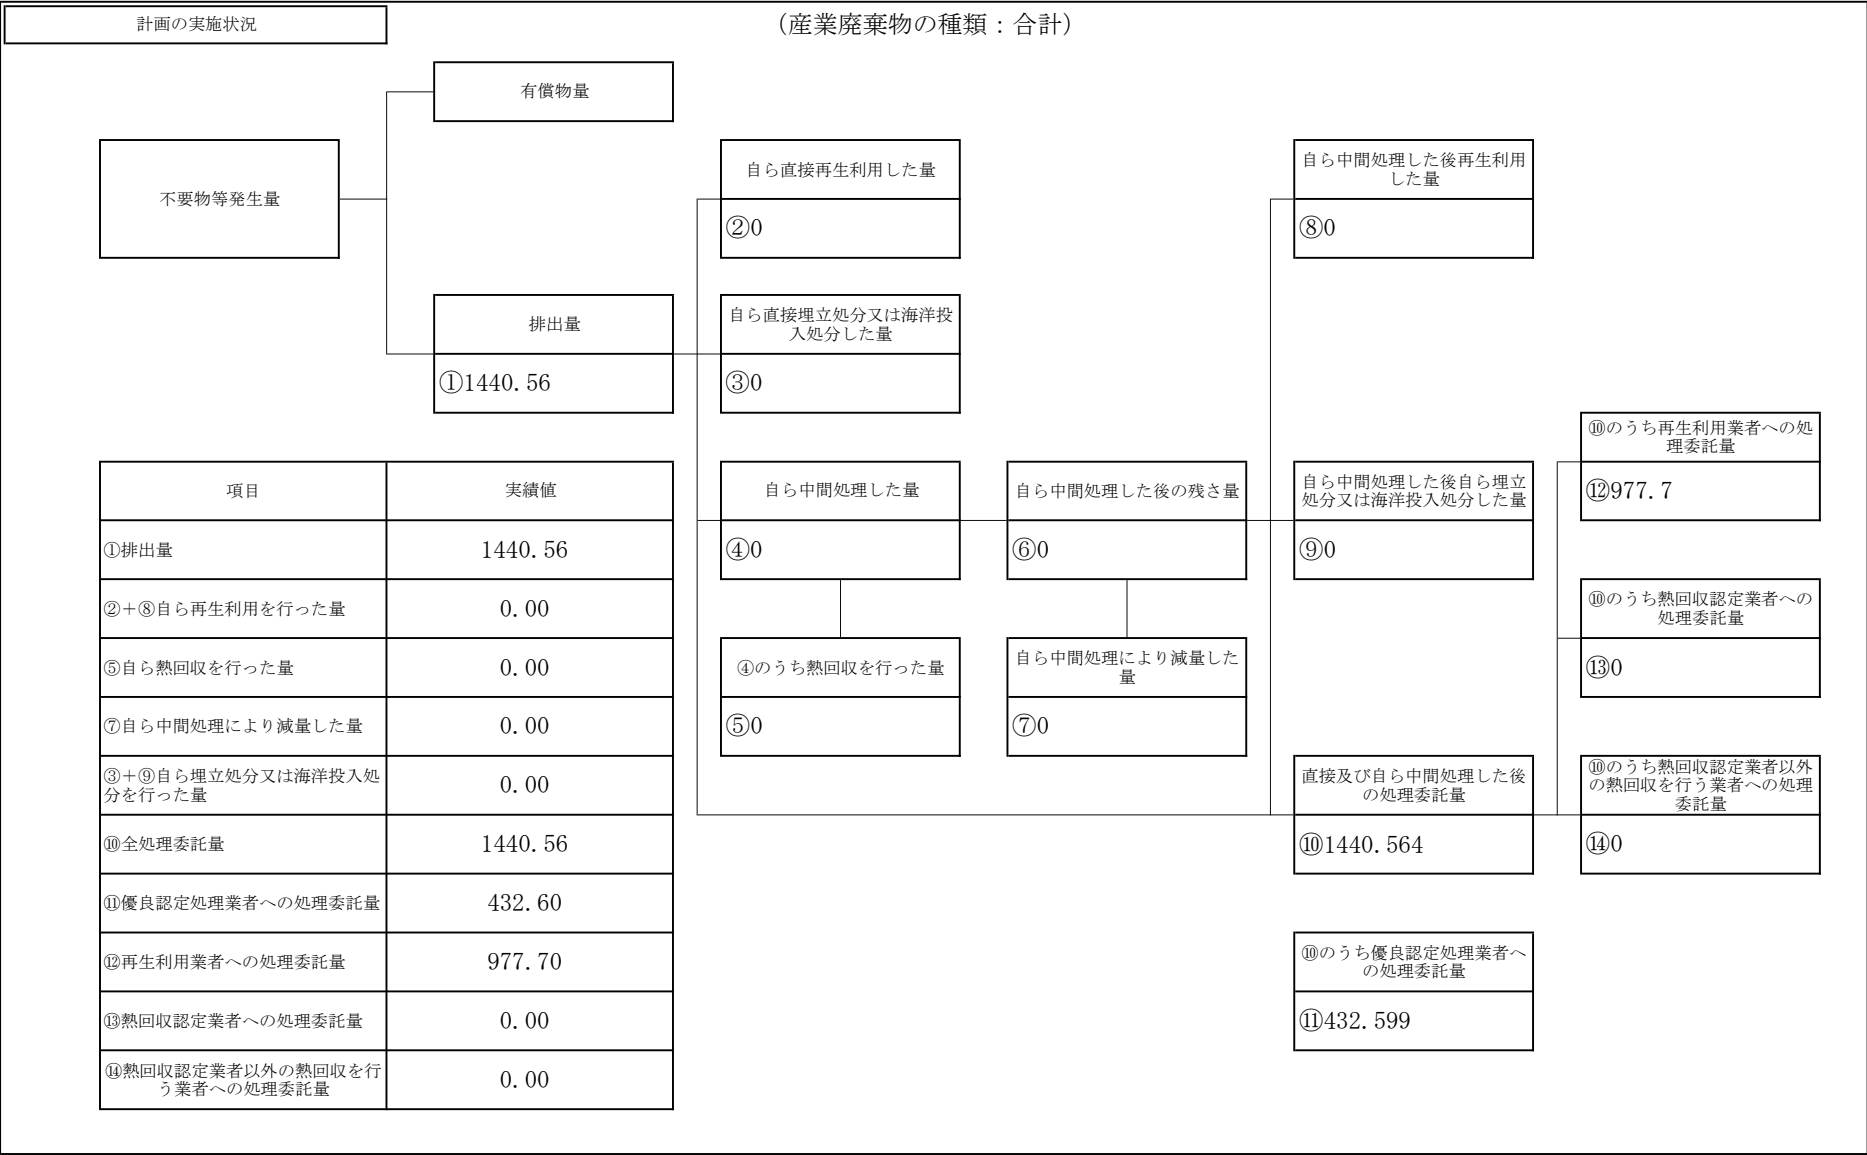 計画の実施状況
（産業廃棄物の種類：合計）
有償物量
不要物等発生量
排出量
①1440.56
自ら直接再生利用した量
②0
自ら直接埋立処分又は海洋投
入処分した量
③0
自ら中間処理した後再生利用
した量
⑧0
自ら中間処理した量
④0
④のうち熱回収を行った量
⑤0
自ら中間処理した後の残さ量
⑥0
自ら中間処理により減量した
量
⑦0
自ら中間処理した後自ら埋立
処分又は海洋投入処分した量
⑨0
直接及び自ら中間処理した後
の処理委託量
⑩1440.564
⑩のうち優良認定処理業者へ
の処理委託量
⑪432.599
⑩のうち再生利用業者への処
理委託量
⑫977.7
⑩のうち熱回収認定業者への
処理委託量
⑬0
⑩のうち熱回収認定業者以外
の熱回収を行う業者への処理
委託量
⑭0
項目 実績値
①排出量 1440.56
②＋⑧自ら再生利用を行った量 0.00
⑤自ら熱回収を行った量 0.00
⑦自ら中間処理により減量した量 0.00
③＋⑨自ら埋立処分又は海洋投入処
分を行った量 0.00
⑩全処理委託量 1440.56
⑪優良認定処理業者への処理委託量 432.60
⑫再生利用業者への処理委託量 977.70
⑬熱回収認定業者への処理委託量 0.00
⑭熱回収認定業者以外の熱回収を行
う業者への処理委託量 0.00